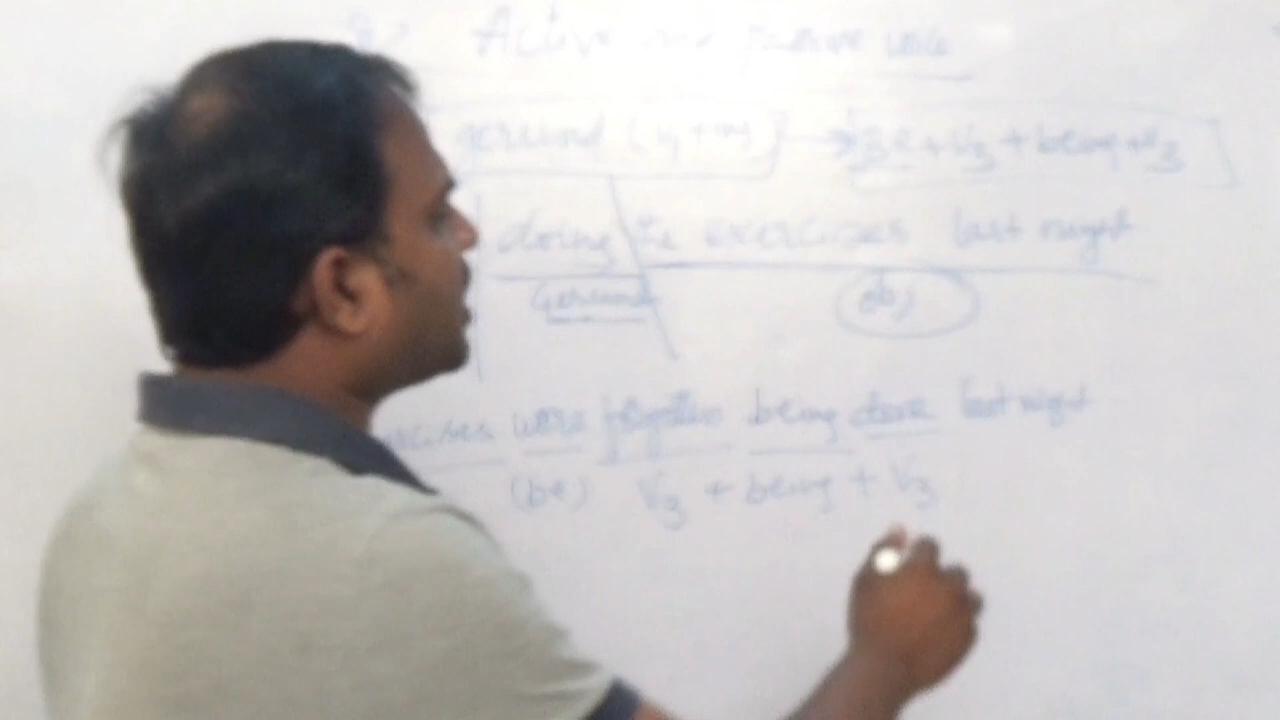 Active and passive voice
gerund (V₁+ing) → Be+V₃+being+V₃
doing the exercises last night
Gerund obj
were forgotten being done last night
(be) V₃ + being + V₃